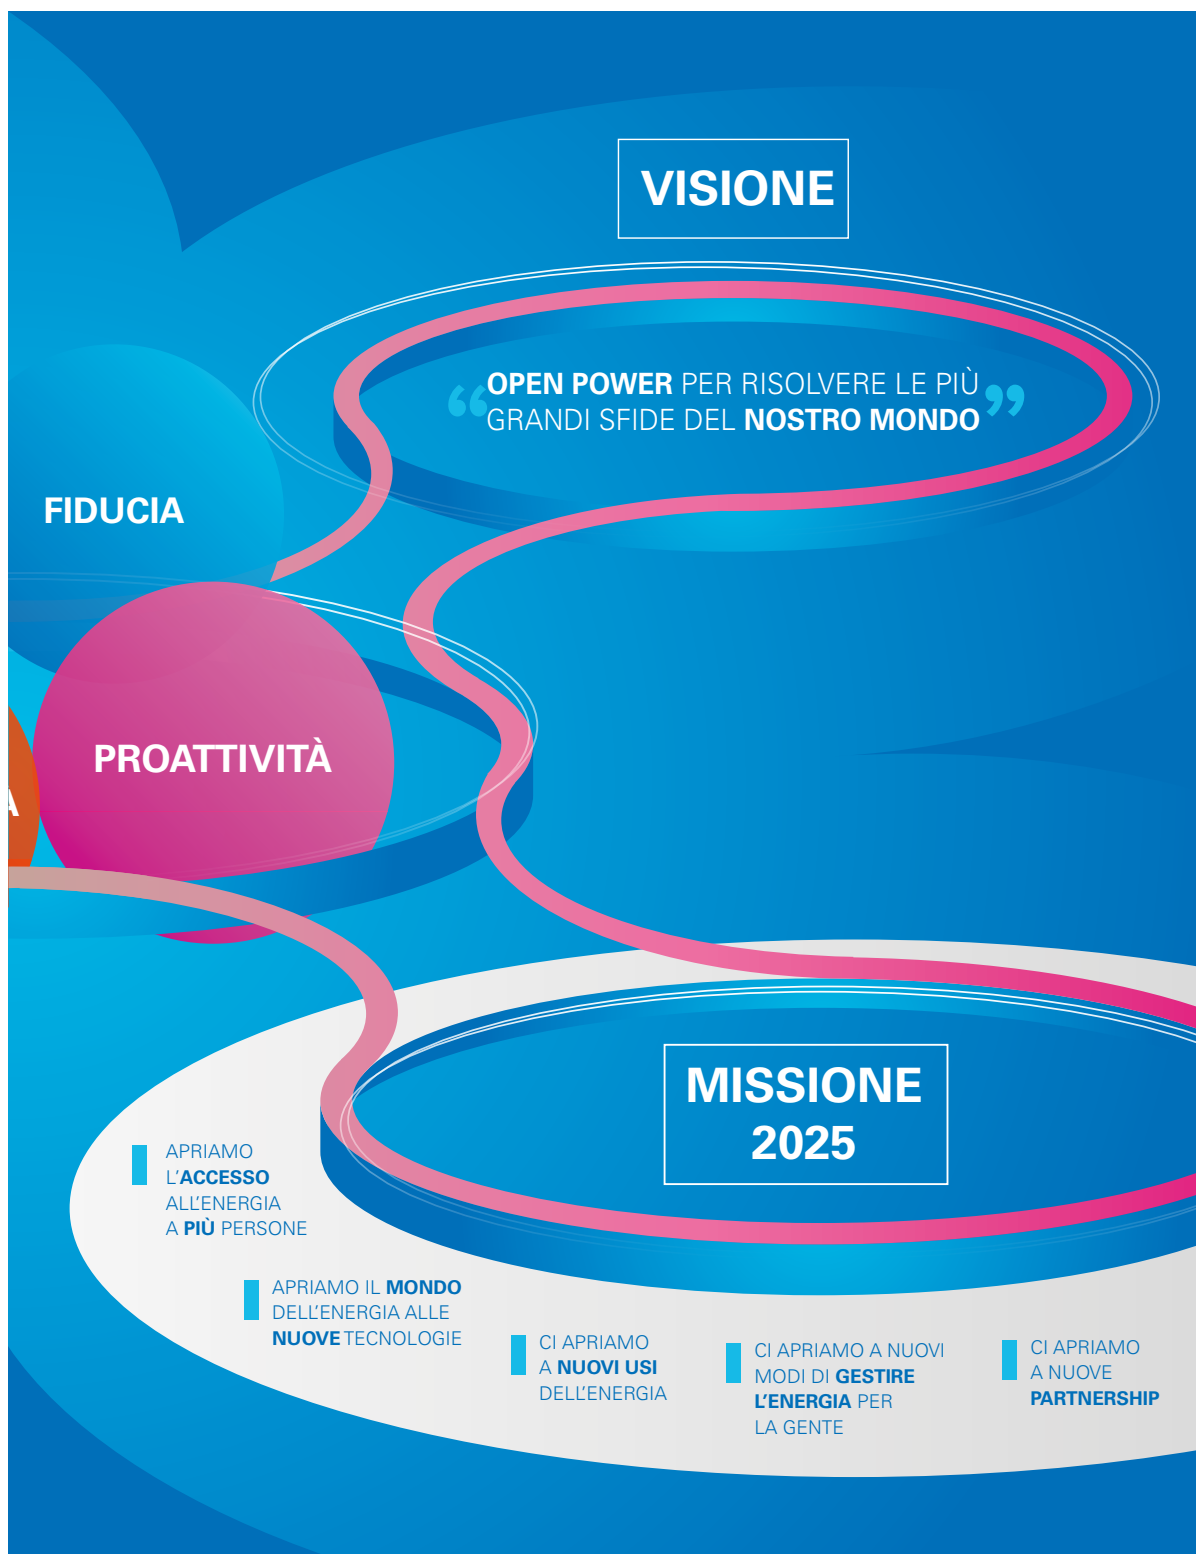 VISIONE
“OPEN POWER PER RISOLVERE LE PIÙ
GRANDI SFIDE DEL NOSTRO MONDO”
FIDUCIA
PROATTIVITÀ
A
MISSIONE
2025
APRIAMO
L’ACCESSO
ALL’ENERGIA
A PIÙ PERSONE
APRIAMO IL MONDO
DELL’ENERGIA ALLE
NUOVE TECNOLOGIE
CI APRIAMO
A NUOVI USI
DELL’ENERGIA
CI APRIAMO A NUOVI
MODI DI GESTIRE
L’ENERGIA PER
LA GENTE
CI APRIAMO
A NUOVE
PARTNERSHIP